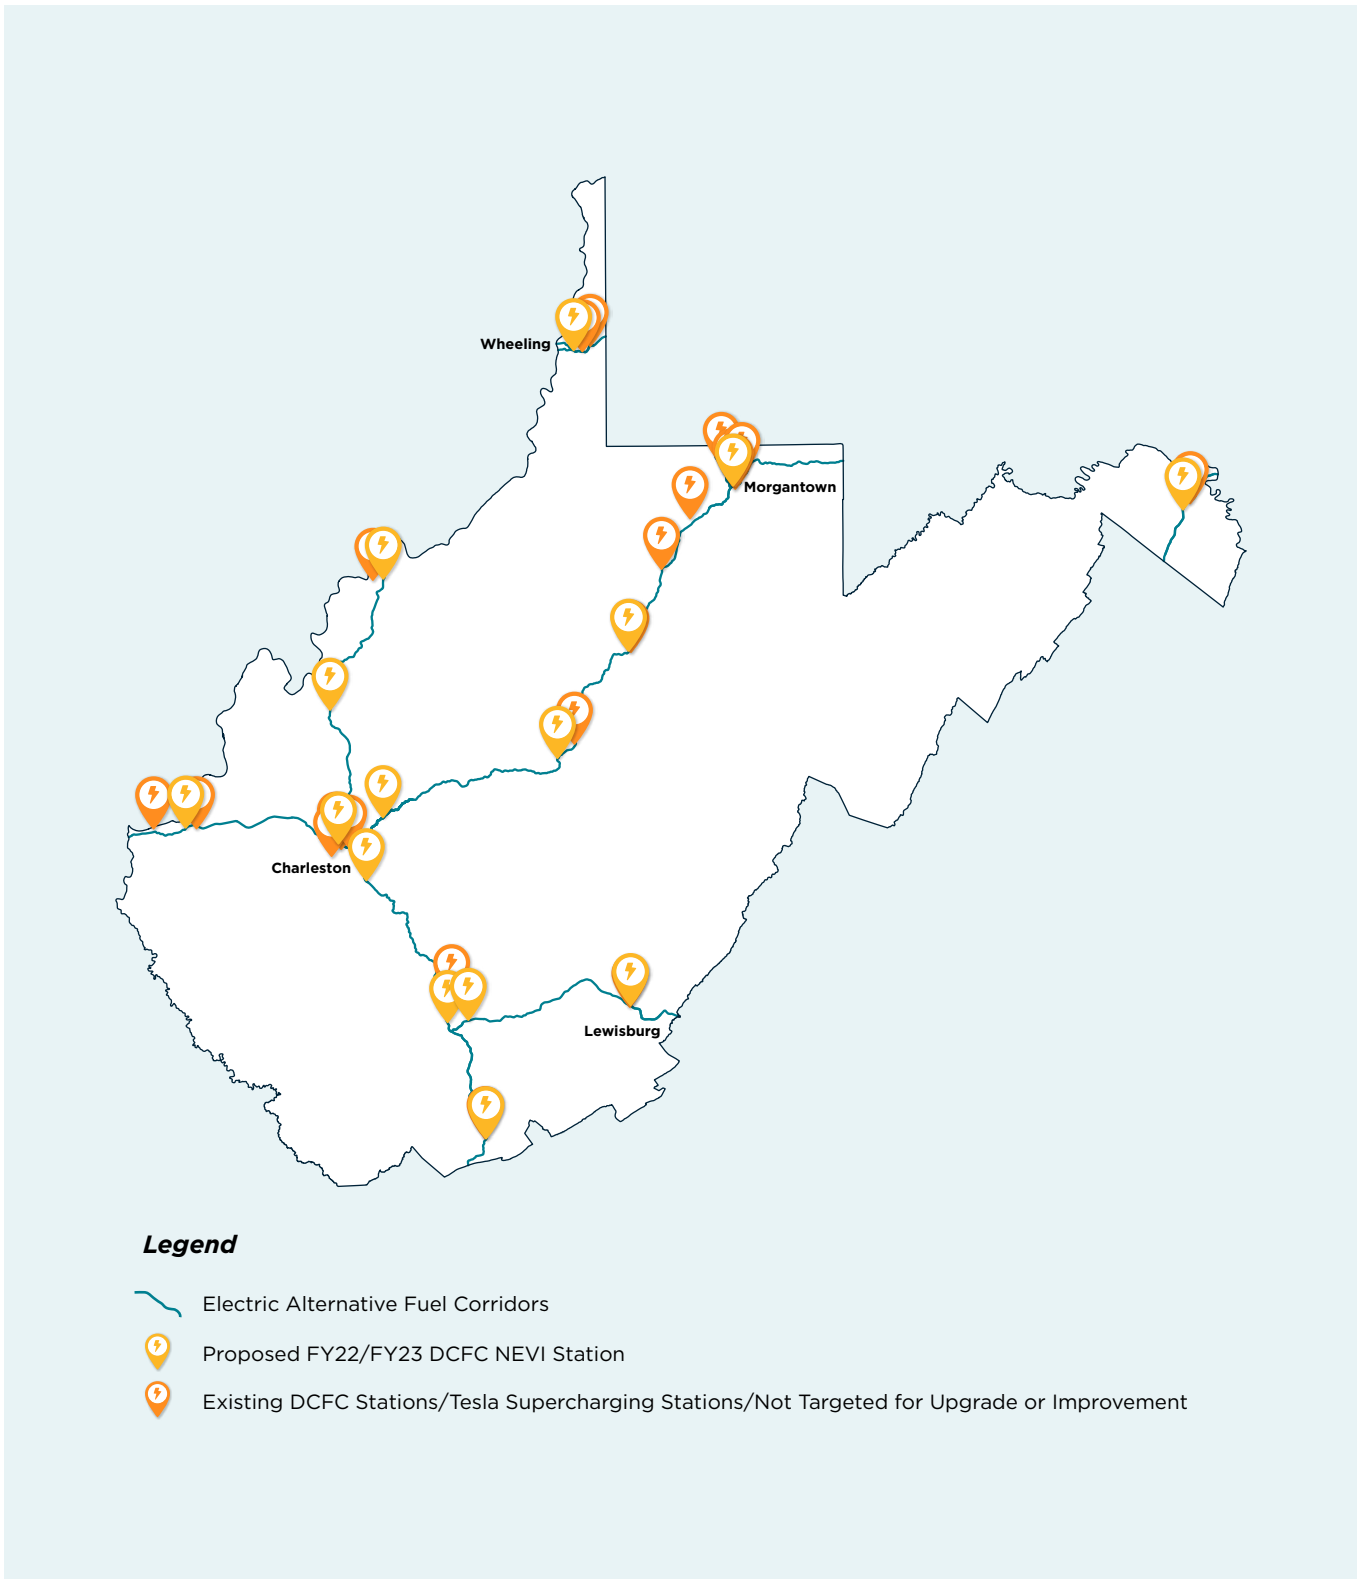 Wheeling
Morgantown
Charleston
Lewisburg
Legend
Electric Alternative Fuel Corridors
Proposed FY22/FY23 DCFC NEVI Station
Existing DCFC Stations/Tesla Supercharging Stations/Not Targeted for Upgrade or Improvement